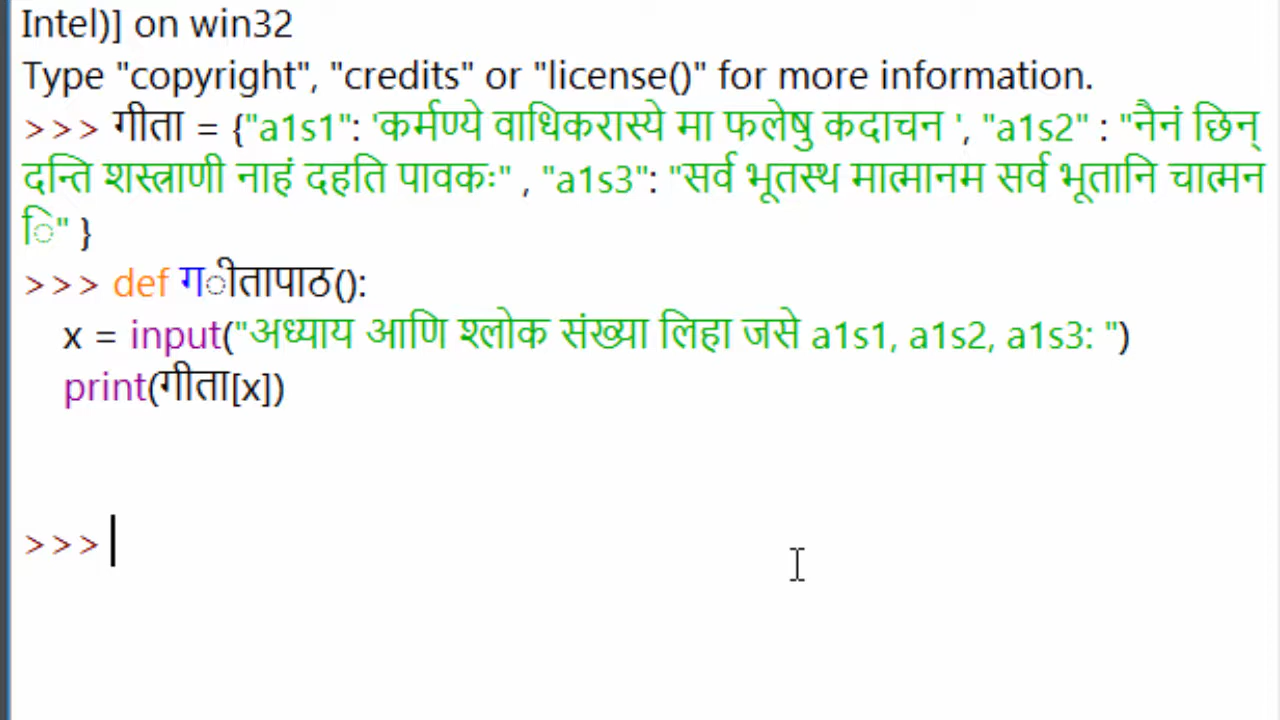 Intel)] on win32
Type "copyright", "credits" or "license()" for more information.
>>> गीता = {"a1s1": 'कर्मण्ये वाधिकरास्ये मा फलेषु कदाचन ', "a1s2" : "नैनं छिन्
दन्ति शस्त्राणी नाहं दहति पावकः" , "a1s3": "सर्व भूतस्थ मात्मानम सर्व भूतानि चात्मन
ि" }
>>> def गीतापाठ():
x = input("अध्याय आणि श्लोक संख्या लिहा जसे a1s1, a1s2, a1s3: ")
print(गीता[x])
>>>